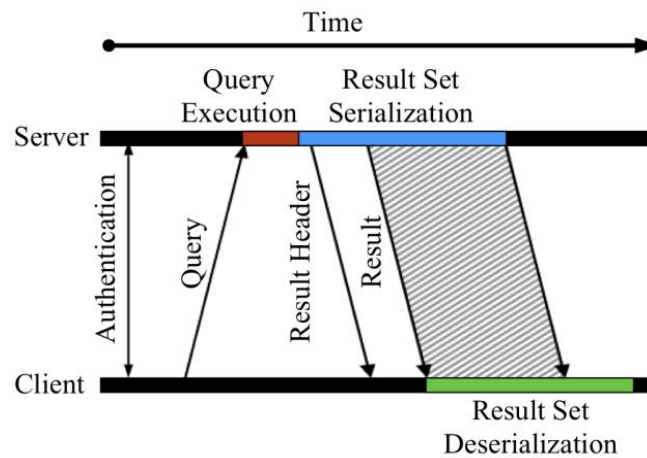 Time
Query
Execution
Result Set
Serialization
Server
Authentication
Query
Result Header
Result
Client
Result Set
Deserialization